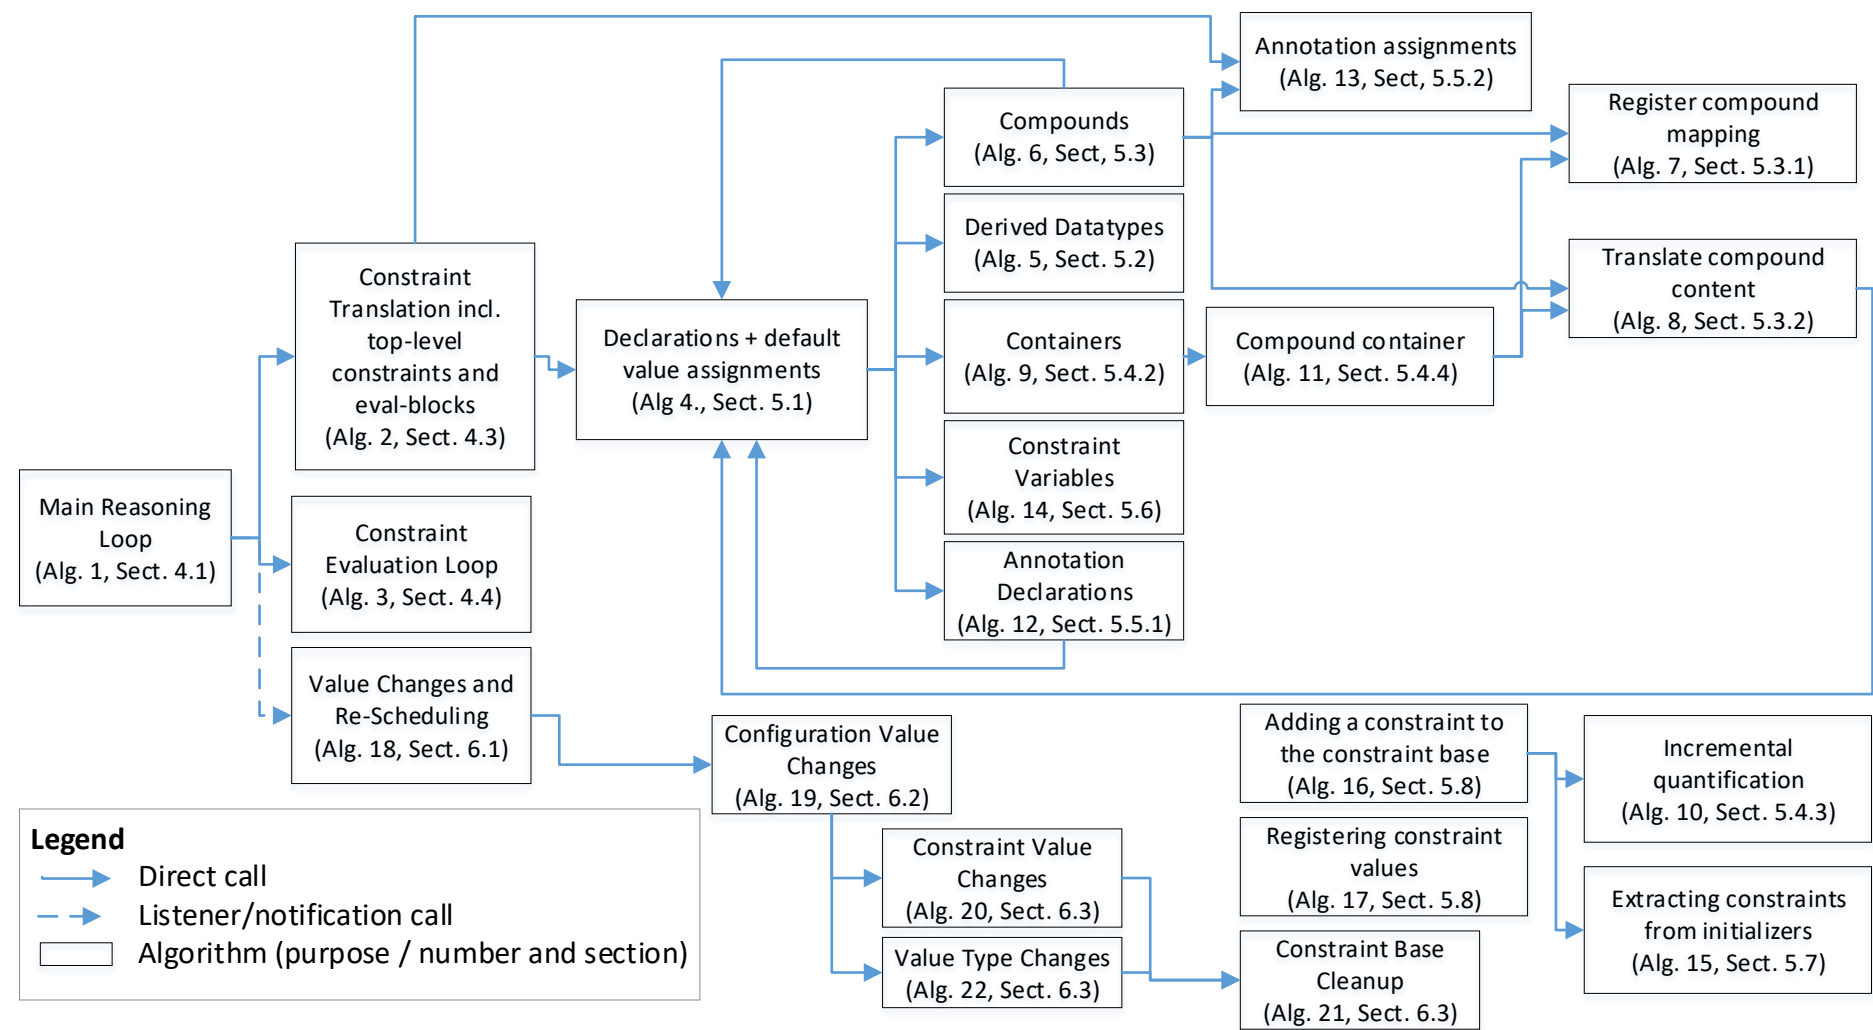 Annotation assignments
(Alg. 13, Sect, 5.5.2)
Compounds
(Alg. 6, Sect, 5.3)
Register compound
mapping
(Alg. 7, Sect. 5.3.1)
Derived Datatypes
(Alg. 5, Sect. 5.2)
Translate compound
content
(Alg. 8, Sect. 5.3.2)
Constraint
Translation incl.
top-level
constraints and
eval-blocks
(Alg. 2, Sect. 4.3)
Declarations + default
value assignments
(Alg 4., Sect. 5.1)
Containers
(Alg. 9, Sect. 5.4.2)
Compound container
(Alg. 11, Sect. 5.4.4)
Constraint
Variables
(Alg. 14, Sect. 5.6)
Main Reasoning
Loop
(Alg. 1, Sect. 4.1)
Constraint
Evaluation Loop
(Alg. 3, Sect. 4.4)
Annotation
Declarations
(Alg. 12, Sect. 5.5.1)
Value Changes and
Re-Scheduling
(Alg. 18, Sect. 6.1)
Configuration Value
Changes
(Alg. 19, Sect. 6.2)
Adding a constraint to
the constraint base
(Alg. 16, Sect. 5.8)
Incremental
quantification
(Alg. 10, Sect. 5.4.3)
Registering constraint
values
(Alg. 17, Sect. 5.8)
Constraint Value
Changes
(Alg. 20, Sect. 6.3)
Extracting constraints
from initializers
(Alg. 15, Sect. 5.7)
Value Type Changes
(Alg. 22, Sect. 6.3)
Constraint Base
Cleanup
(Alg. 21, Sect. 6.3)
Legend
Direct call
Listener/notification call
Algorithm (purpose / number and section)